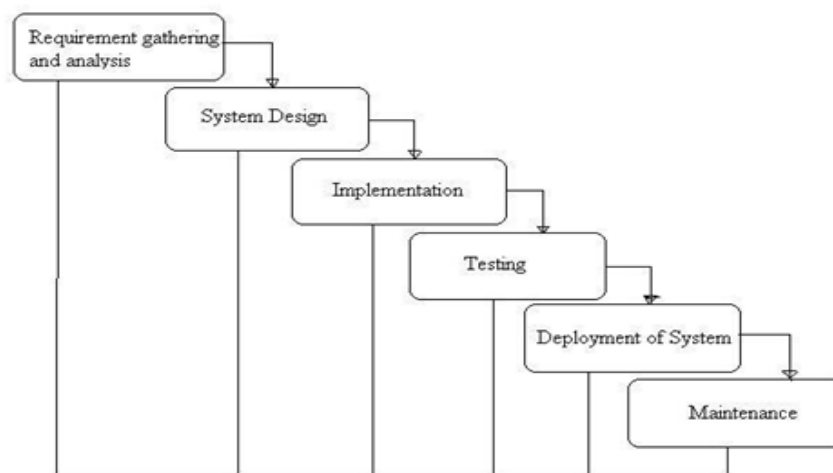 Requirement gathering
and analysis
System Design
Implementation
Testing
Deployment of System
Maintenance